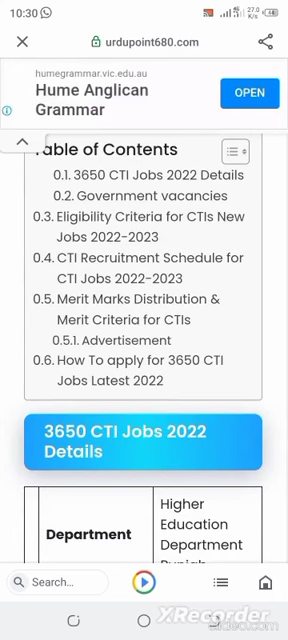 10:30
27.0
K/s
urdupoint680.com
humegrammar.vic.edu.au
Hume Anglican
Grammar
OPEN
Table of Contents
0.1. 3650 CTI Jobs 2022 Details
0.2. Government vacancies
0.3. Eligibility Criteria for CTIs New
Jobs 2022-2023
0.4. CTI Recruitment Schedule for
CTI Jobs 2022-2023
0.5. Merit Marks Distribution &
Merit Criteria for CTIs
0.5.1. Advertisement
0.6. How To apply for 3650 CTI
Jobs Latest 2022
3650 CTI Jobs 2022
Details
Department
Higher
Education
Department
Punjab
Search...
XRecorder